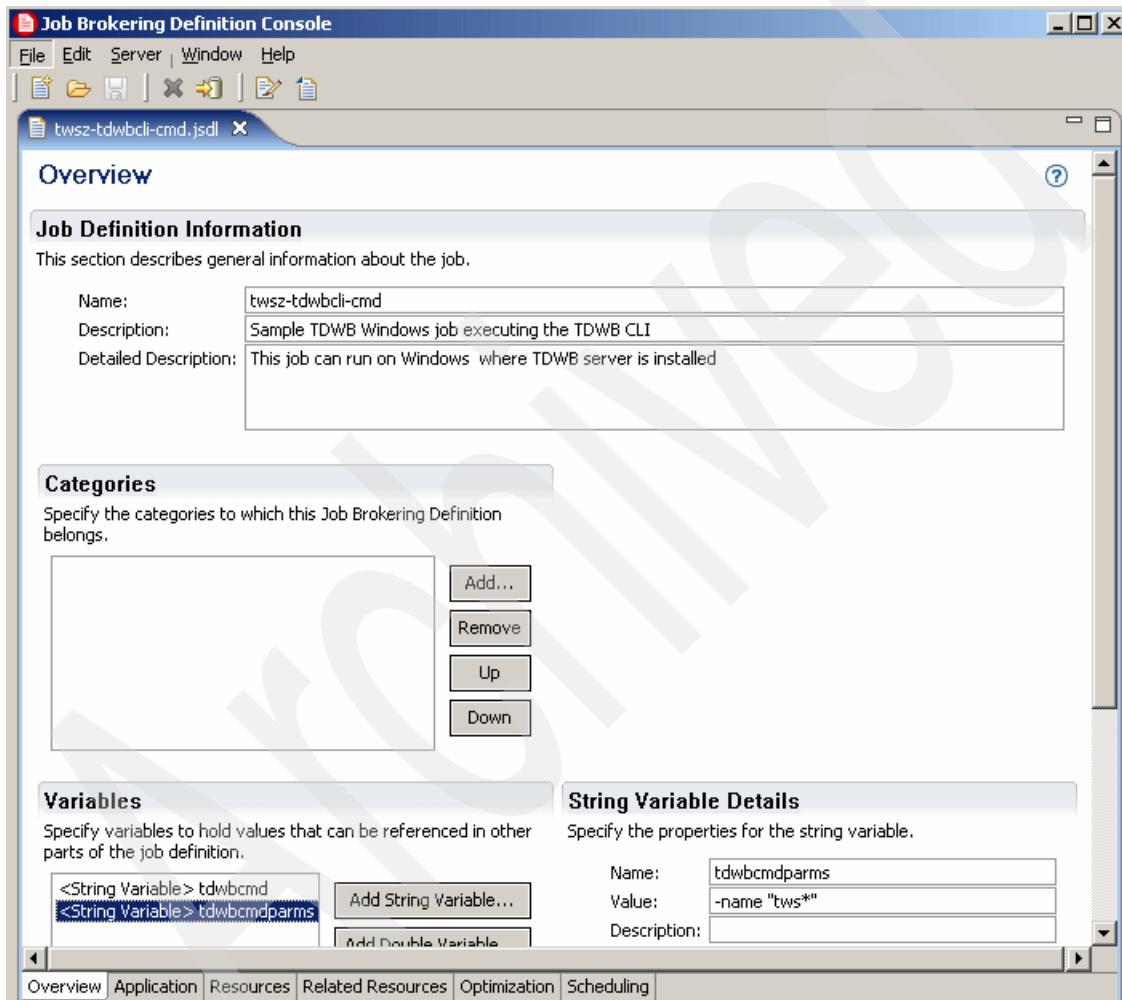 Job Brokering Definition Console
File Edit Server Window Help
twsz-tdwbcli-cmd.jsdl
Overview
Job Definition Information
This section describes general information about the job.
Name: twsz-tdwbcli-cmd
Description: Sample TDWB Windows job executing the TDWB CLI
Detailed Description: This job can run on Windows where TDWB server is installed
Categories
Specify the categories to which this Job Brokering Definition
belongs.
Add...
Remove
Up
Down
Variables
Specify variables to hold values that can be referenced in other
parts of the job definition.
<String Variable> tdwbcmd
<String Variable> tdwbcmdparms
Add String Variable...
Add Double Variable...
String Variable Details
Specify the properties for the string variable.
Name: tdwbcmdparms
Value: -name "tws*"
Description:
Overview Application Resources Related Resources Optimization Scheduling
Archived